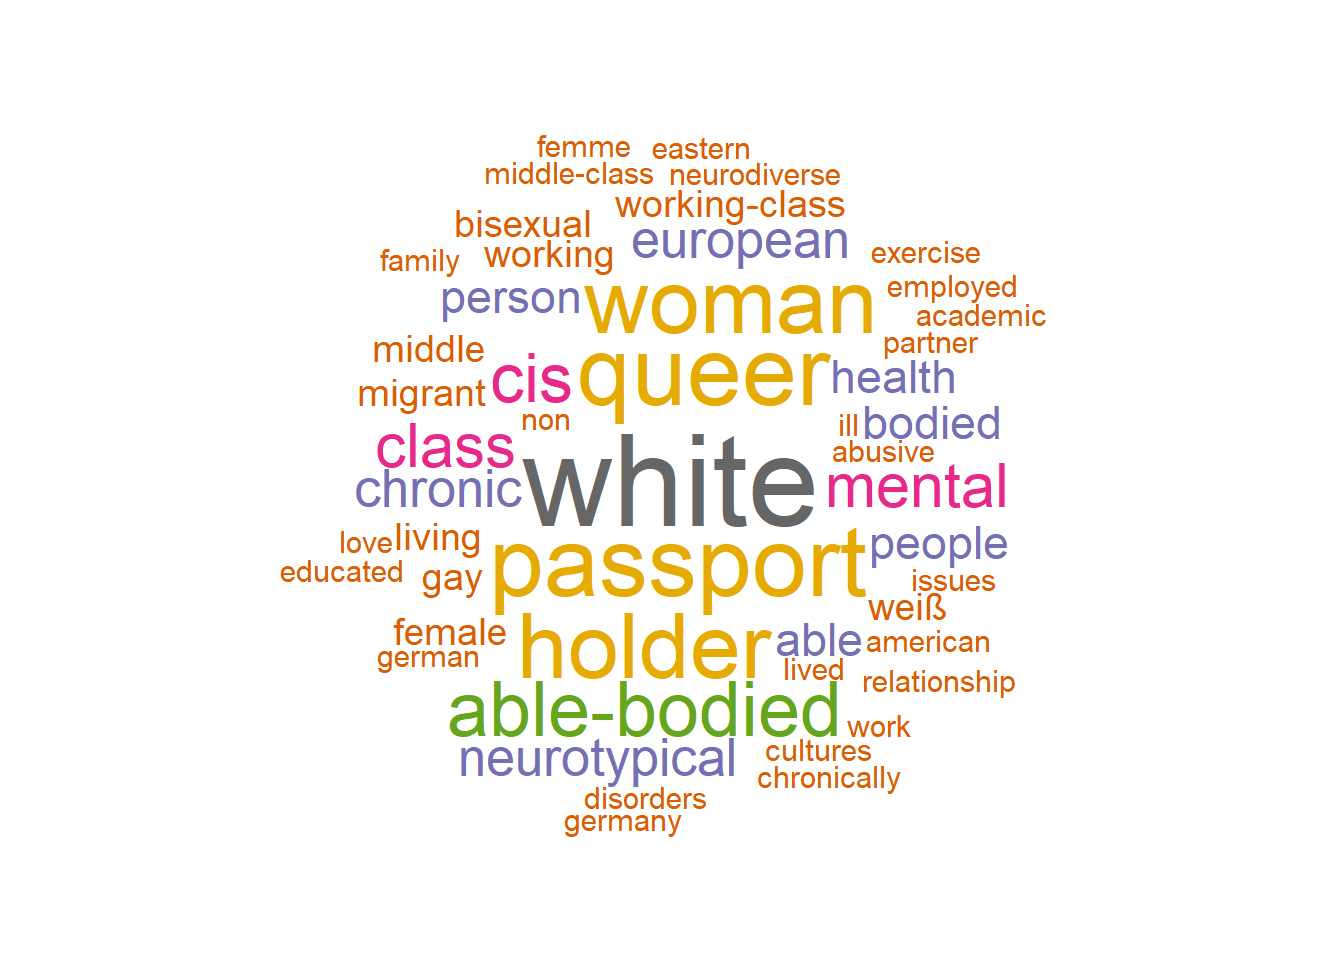 femme eastern
middle-class neurodiverse
working-class
bisexual european
family working exercise
person woman employed
academic
middle cis queer partner
migrant health
non ill bodied
class abusive
chronic white mental
love living passport people
educated gay issues
weiß
female holder able american
german lived relationship
able-bodied work
neurotypical cultures
chronically
disorders
germany